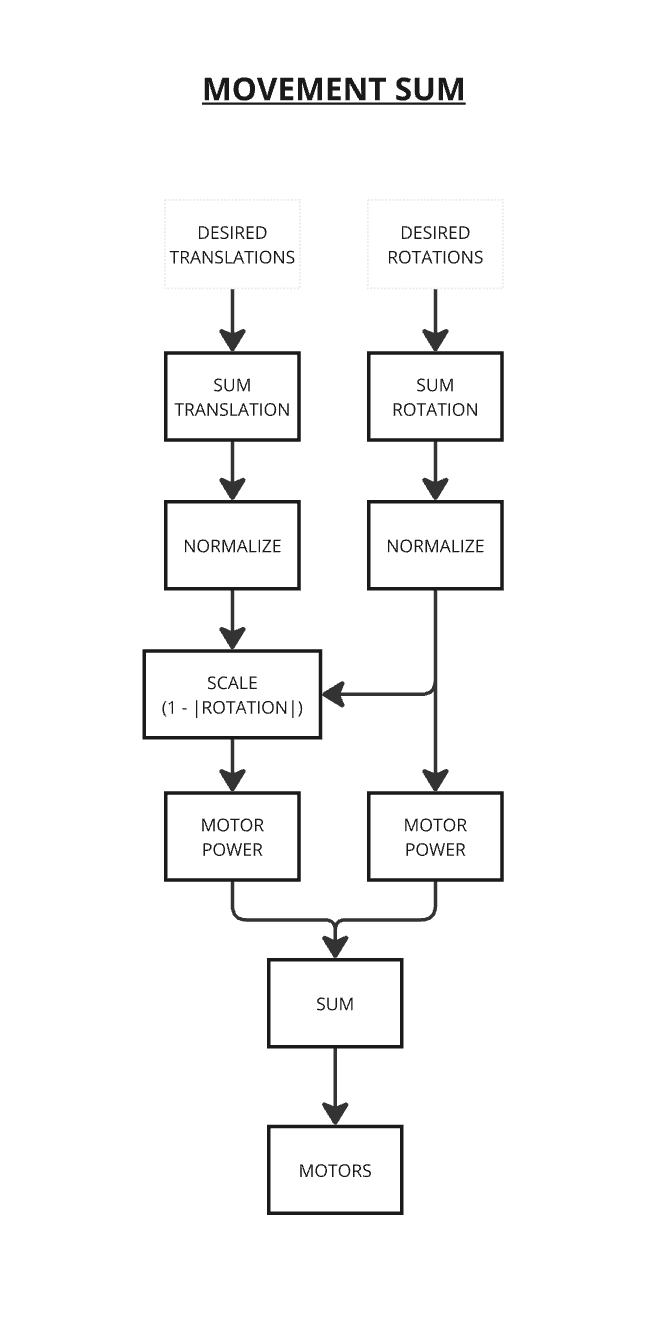 MOVEMENT SUM
DESIRED
TRANSLATIONS
DESIRED
ROTATIONS
SUM
TRANSLATION
SUM
ROTATION
NORMALIZE
NORMALIZE
SCALE
(1 - |ROTATION|)
MOTOR
POWER
MOTOR
POWER
SUM
MOTORS